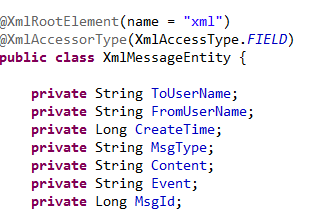 @XmlRootElement(name = "xml")
@XmlAccessorType(XmlAccessType.FIELD)
public class XmlMessageEntity {
private String ToUserName;
private String FromUserName;
private Long CreateTime;
private String MsgType;
private String Content;
private String Event;
private Long MsgId;